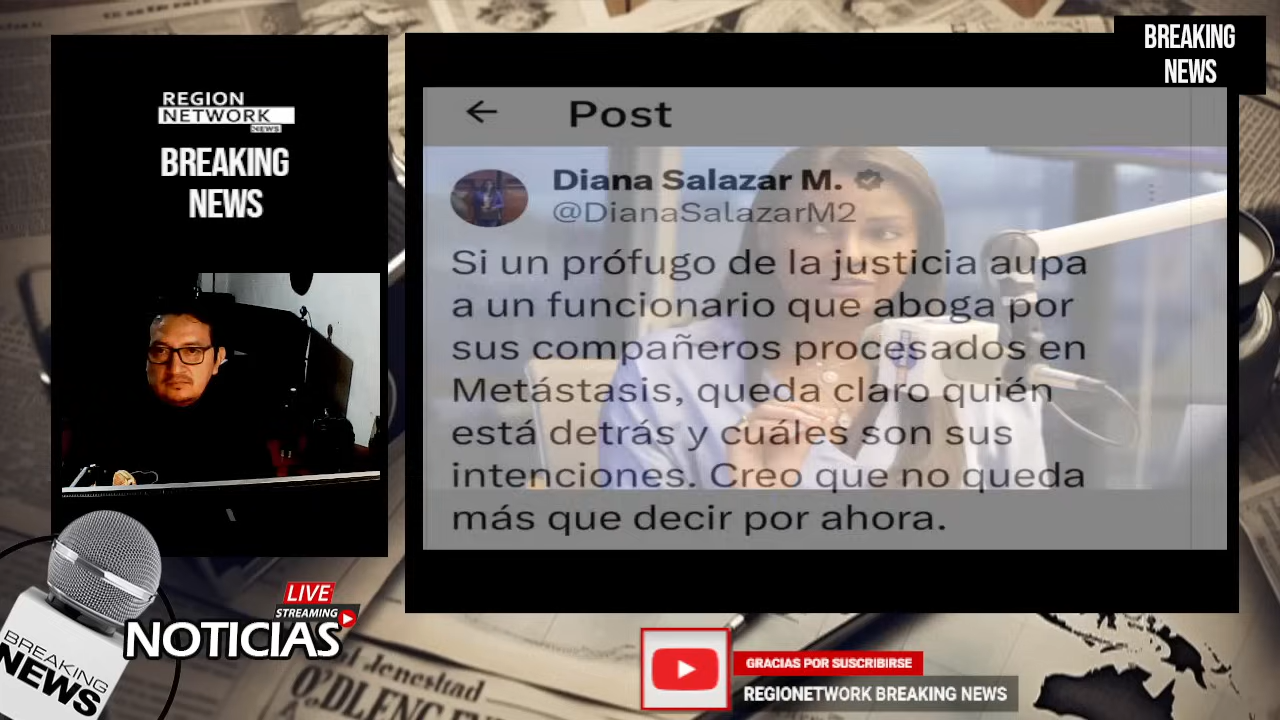 BREAKING
NEWS
REGION
NETWORK
NEWS
BREAKING
NEWS
Post
Diana Salazar M.
@DianaSalazarM2
Si un prófugo de la justicia aupa
a un funcionario que aboga por
sus compañeros procesados en
Metástasis, queda claro quién
está detrás y cuáles son sus
intenciones. Creo que no queda
más que decir por ahora.
LIVE
STREAMING
NOTICIAS
BREAKING
NEWS
GRACIAS POR SUSCRIBIRSE
REGIONETWORK BREAKING NEWS